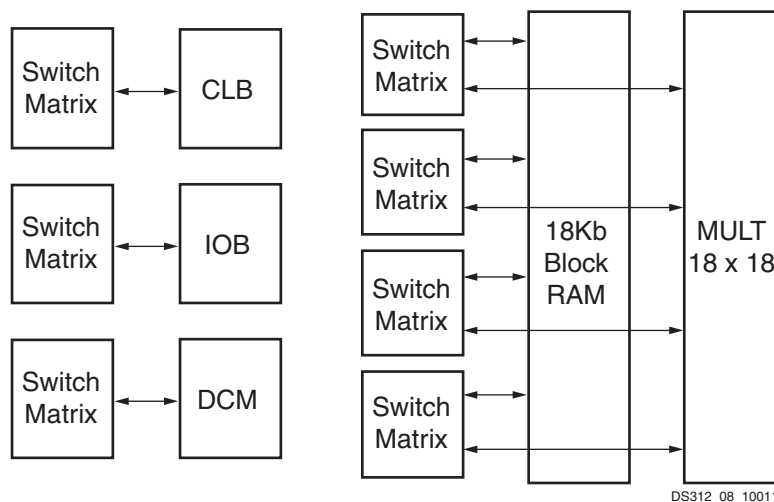 Switch
Matrix
CLB
Switch
Matrix
IOB
Switch
Matrix
DCM
Switch
Matrix
Switch
Matrix
Switch
Matrix
Switch
Matrix
18Kb
Block
RAM
MULT
18 x 18